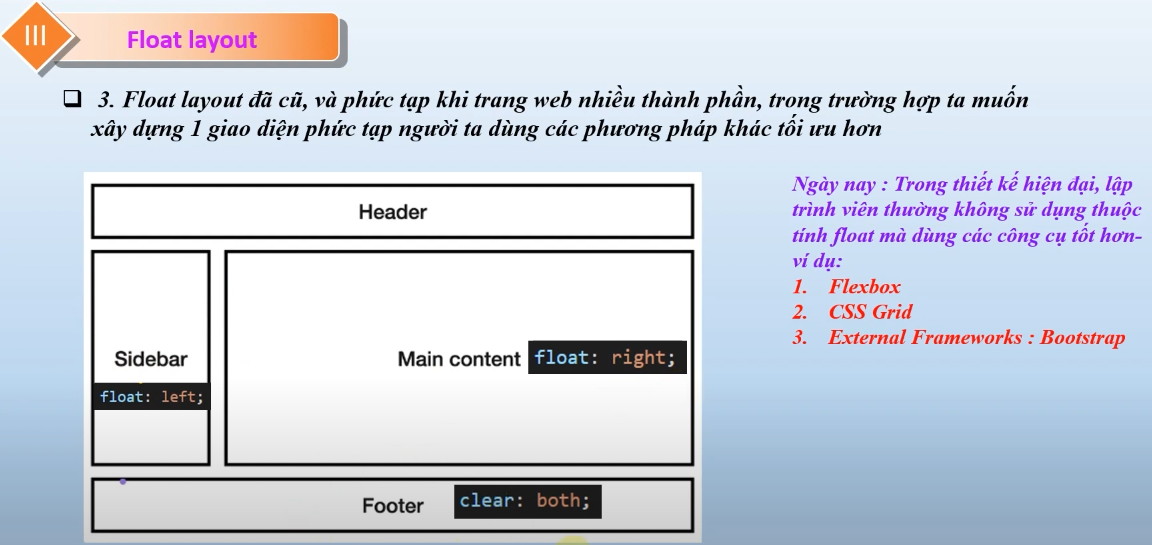 III
Float layout
3. Float layout đã cũ, và phức tạp khi trang web nhiều thành phần, trong trường hợp ta muốn
xây dựng 1 giao diện phức tạp người ta dùng các phương pháp khác tối ưu hơn
Header
Sidebar
float: left;
Main content float: right;
Footer clear: both;
Ngày nay : Trong thiết kế hiện đại, lập
trình viên thường không sử dụng thuộc
tính float mà dùng các công cụ tốt hơn-
ví dụ:
1. Flexbox
2. CSS Grid
3. External Frameworks : Bootstrap